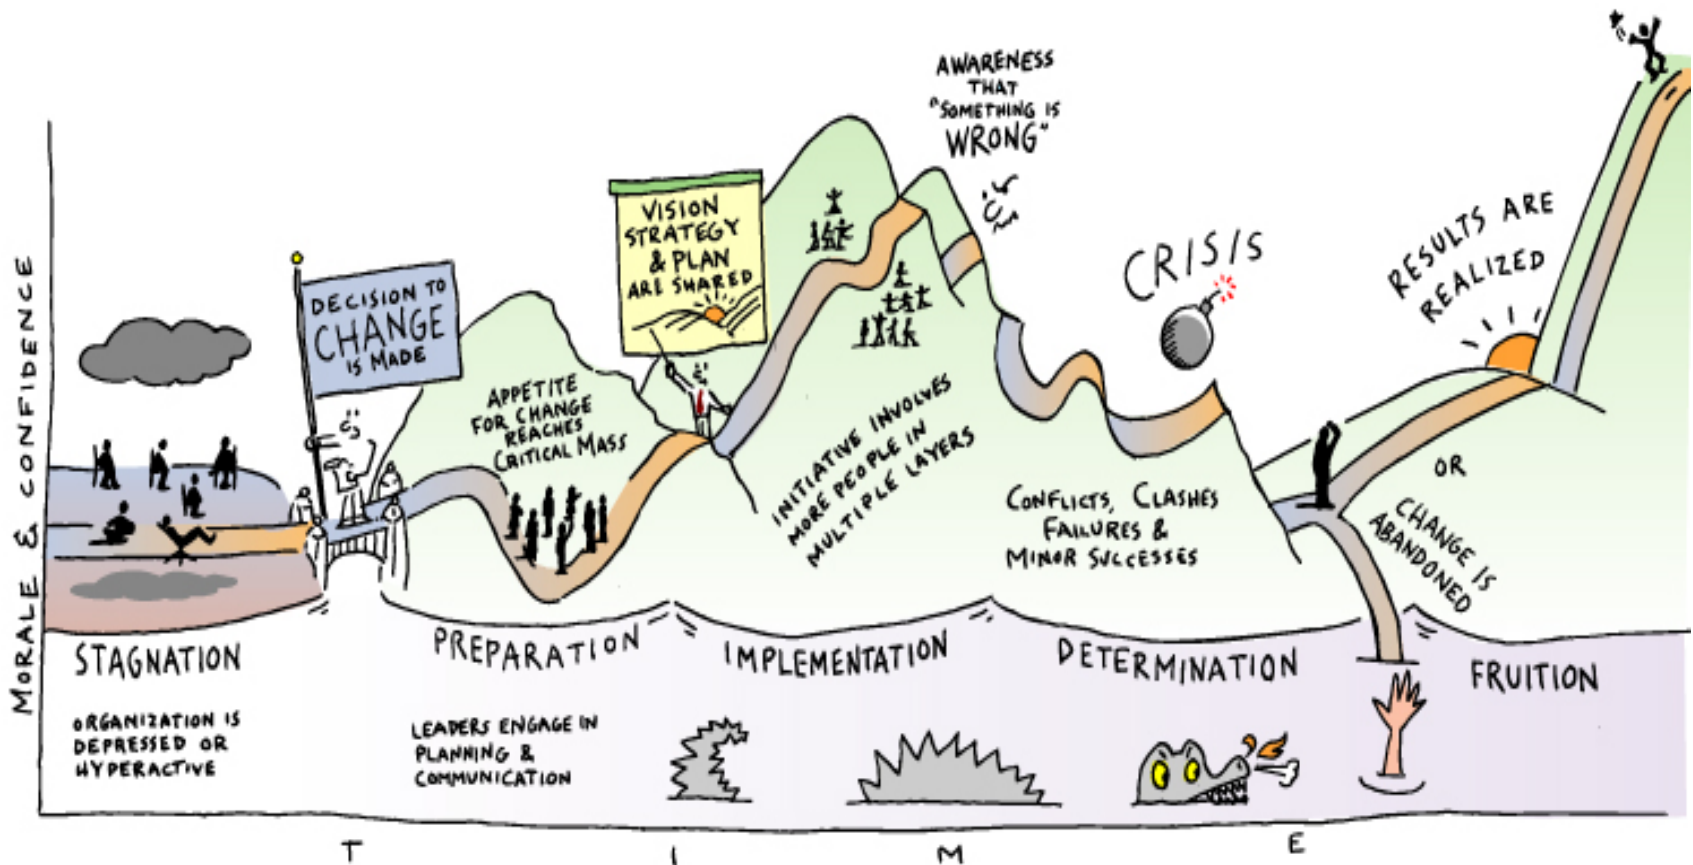 AWARENESS
THAT
"SOMETHING IS
WRONG"
VISION
STRATEGY
& PLAN
ARE SHARED
DECISION TO
CHANGE
IS MADE
CRISIS
RESULTS ARE
REALIZED
APPETITE
FOR CHANGE
REACHES
CRITICAL MASS
INITIATIVE INVOLVES
MORE PEOPLE IN
MULTIPLE LAYERS
CONFLICTS, CLASHES
FAILURES &
MINOR SUCCESSES
OR
CHANGE IS
ABANDONED
MORALE & CONFIDENCE
STAGNATION
PREPARATION
IMPLEMENTATION
DETERMINATION
FRUITION
ORGANIZATION IS
DEPRESSED OR
HYPERACTIVE
LEADERS ENGAGE IN
PLANNING &
COMMUNICATION
TIME